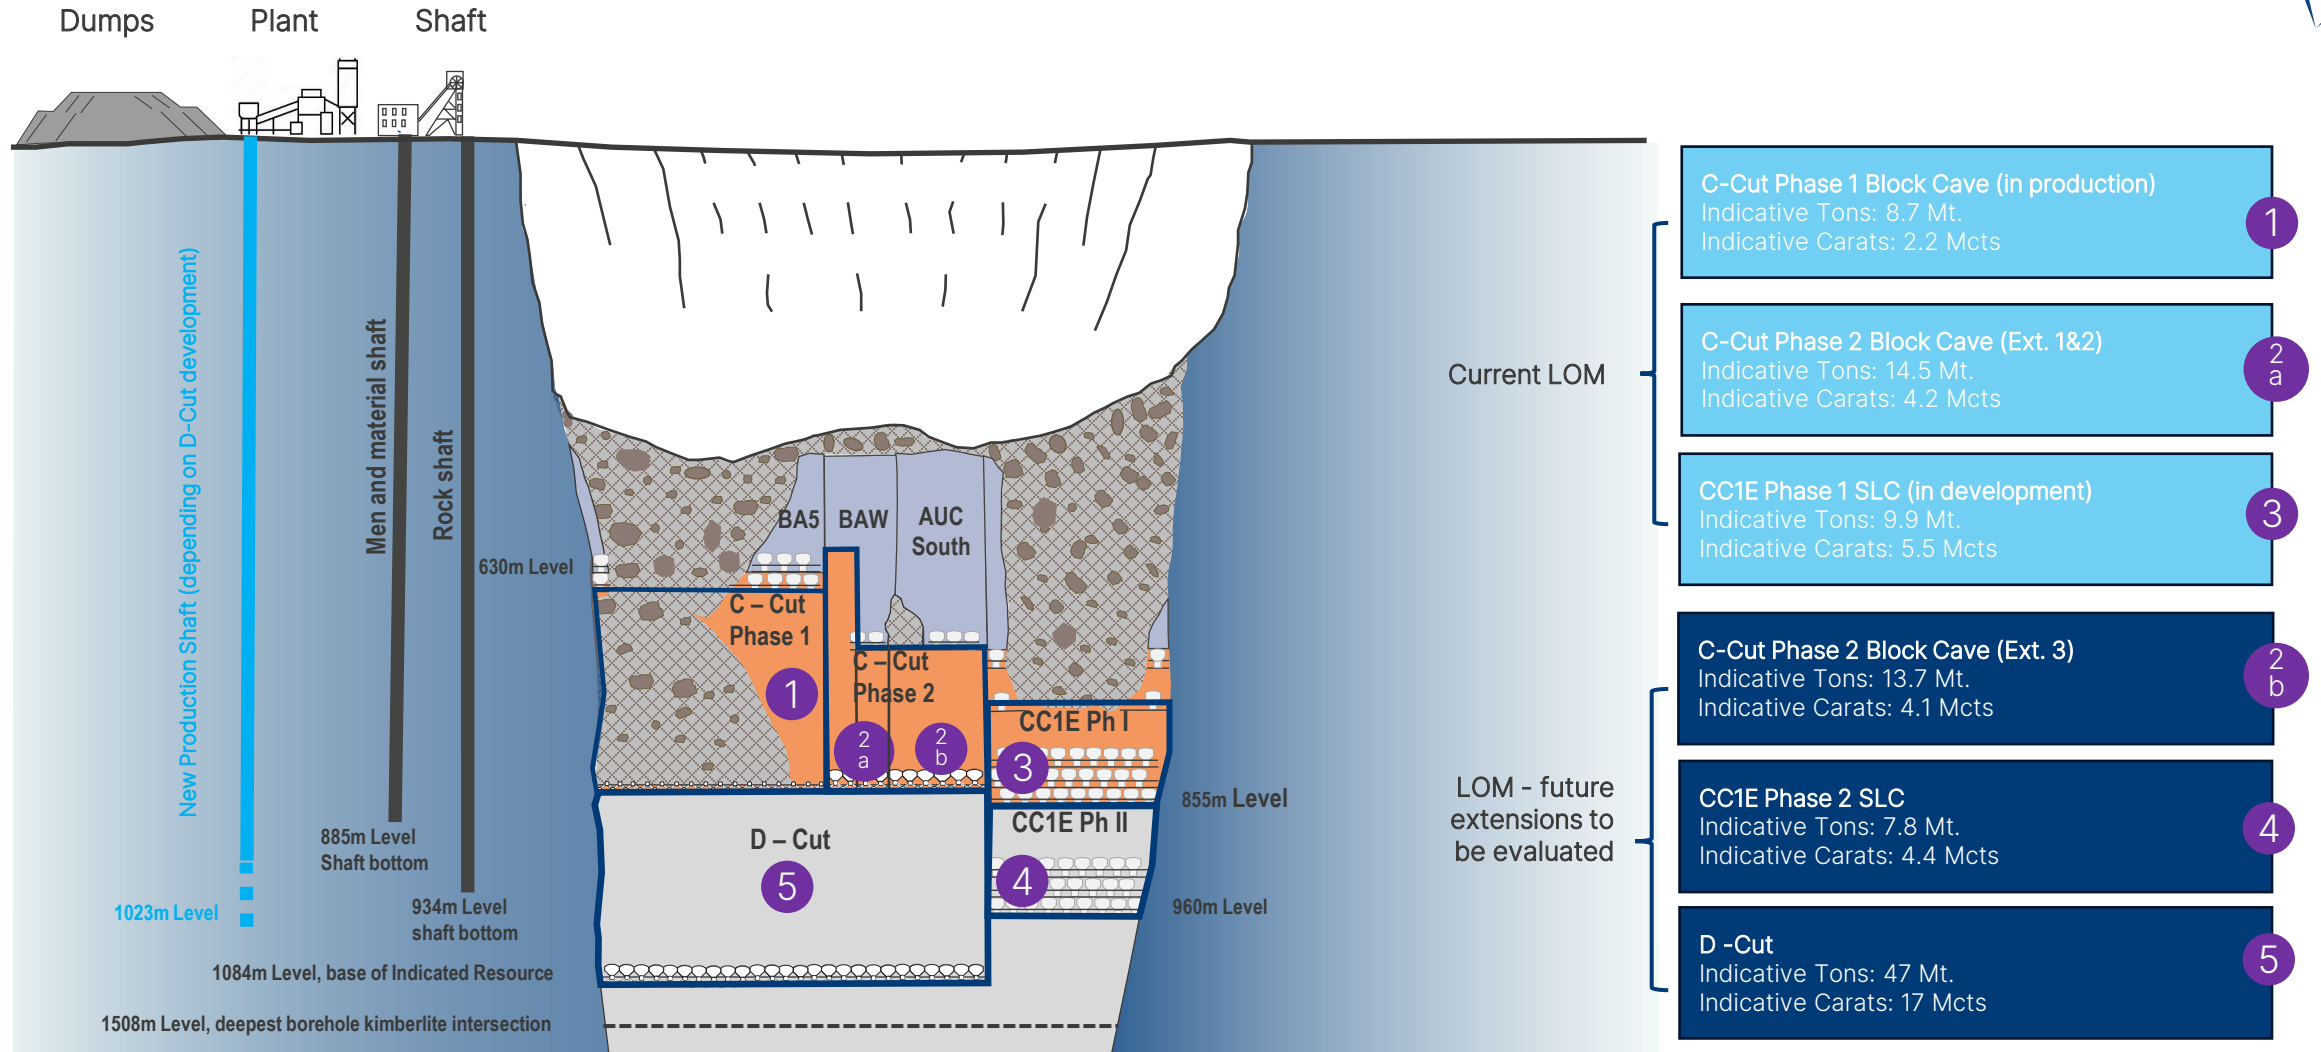 Dumps
Plant
Shaft
New Production Shaft (depending on D-Cut development)
Men and material shaft
Rock shaft
630m Level
885m Level
Shaft bottom
1023m Level
934m Level
shaft bottom
1084m Level, base of Indicated Resource
1508m Level, deepest borehole kimberlite intersection
BA5
BAW
AUC
South
C – Cut
Phase 1
1
C – Cut
Phase 2
2
a
2
b
CC1E Ph I
3
855m Level
CC1E Ph II
4
960m Level
D – Cut
5
Current LOM
C-Cut Phase 1 Block Cave (in production)
Indicative Tons: 8.7 Mt.
Indicative Carats: 2.2 Mcts
1
C-Cut Phase 2 Block Cave (Ext. 1&2)
Indicative Tons: 14.5 Mt.
Indicative Carats: 4.2 Mcts
2
a
CC1E Phase 1 SLC (in development)
Indicative Tons: 9.9 Mt.
Indicative Carats: 5.5 Mcts
3
LOM - future
extensions to
be evaluated
C-Cut Phase 2 Block Cave (Ext. 3)
Indicative Tons: 13.7 Mt.
Indicative Carats: 4.1 Mcts
2
b
CC1E Phase 2 SLC
Indicative Tons: 7.8 Mt.
Indicative Carats: 4.4 Mcts
4
D -Cut
Indicative Tons: 47 Mt.
Indicative Carats: 17 Mcts
5